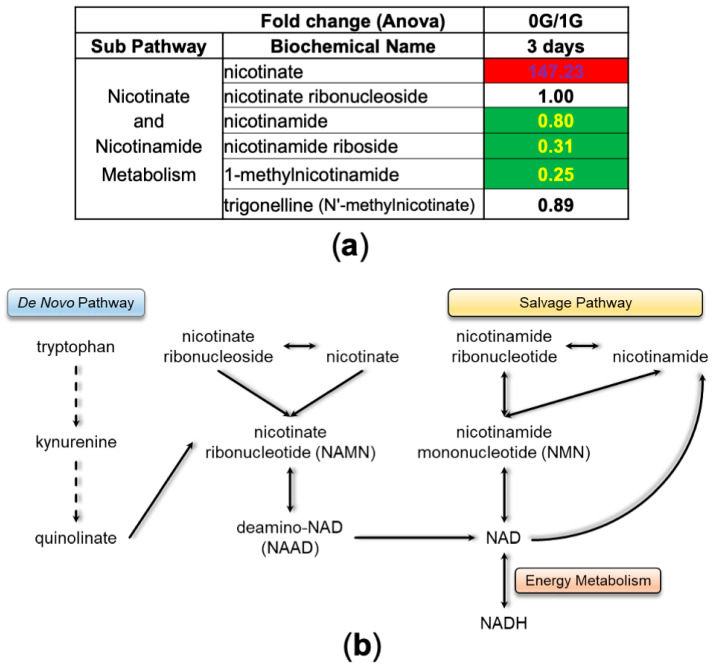 Fold change (Anova) 0G/1G
Sub Pathway Biochemical Name 3 days
nicotinate 147.23
Nicotinate nicotinate ribonucleoside 1.00
and nicotinamide 0.80
Nicotinamide nicotinamide riboside 0.31
Metabolism 1-methylnicotinamide 0.25
trigonelline (N'-methylnicotinate) 0.89
(a)
De Novo Pathway
Salvage Pathway
tryptophan
kynurenine
quinolinate
nicotinate
ribonucleoside
nicotinate
nicotinate
ribonucleotide (NAMN)
deamino-NAD
(NAAD)
nicotinamide
ribonucleotide
nicotinamide
nicotinamide
mononucleotide (NMN)
NAD
Energy Metabolism
NADH
(b)